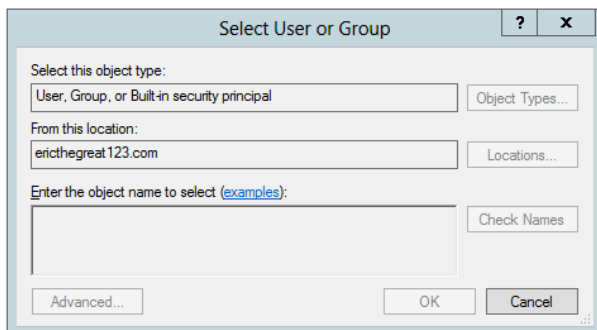 Select User or Group
? x
Select this object type:
User, Group, or Built-in security principal
Object Types...
From this location:
ericthegreat123.com
Locations...
Enter the object name to select (examples):
Check Names
Advanced...
OK
Cancel